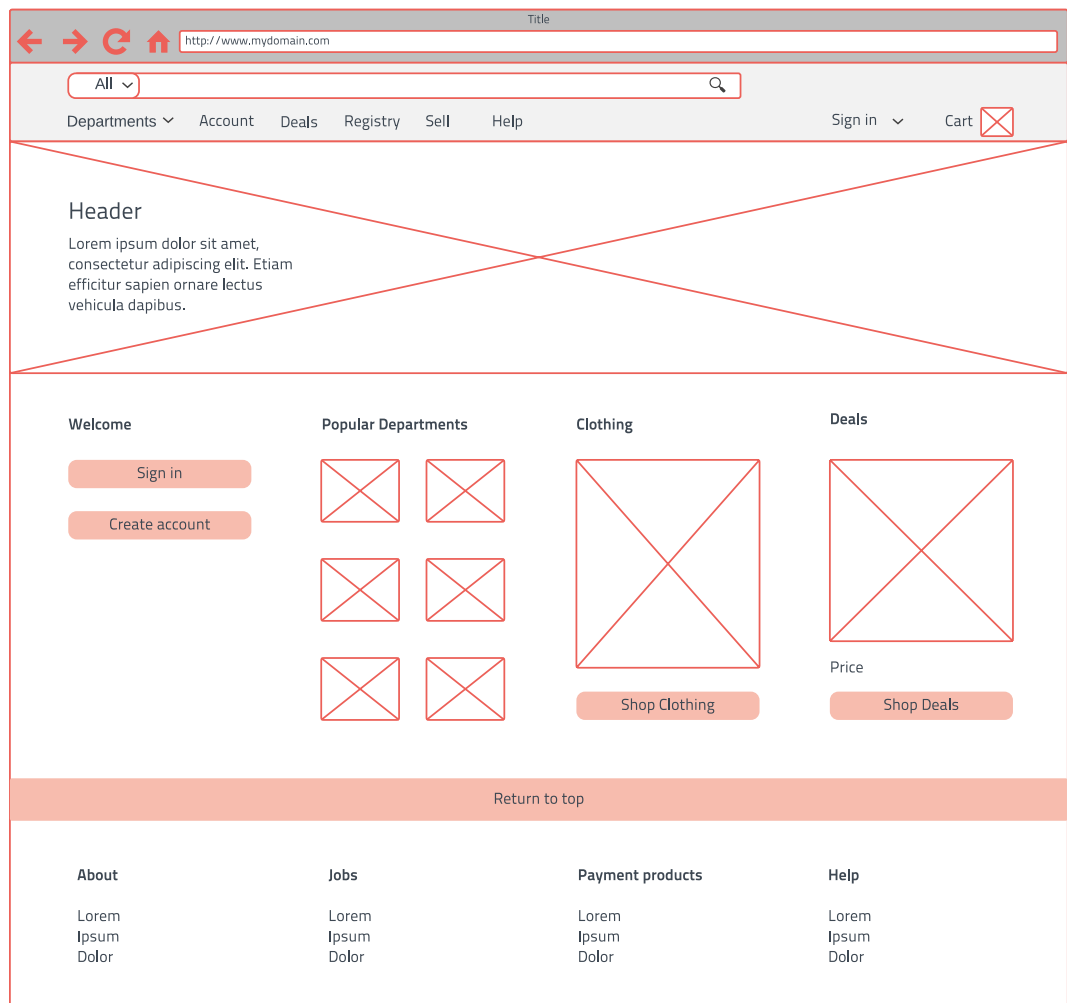 Title
http://www.mydomain.com
All
Departments Account Deals Registry Sell Help Sign in Cart
Header
Lorem ipsum dolor sit amet,
consectetur adipiscing elit. Etiam
efficitur sapien ornare lectus
vehicula dapibus.
Welcome
Sign in
Create account
Popular Departments
Clothing
Shop Clothing
Deals
Price
Shop Deals
Return to top
About
Lorem
Ipsum
Dolor
Jobs
Lorem
Ipsum
Dolor
Payment products
Lorem
Ipsum
Dolor
Help
Lorem
Ipsum
Dolor